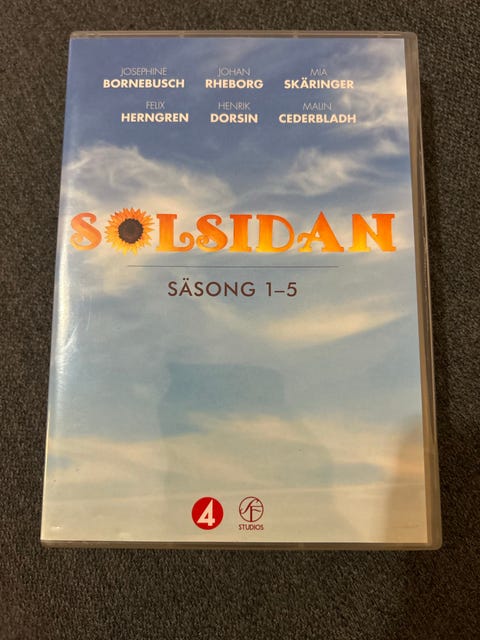 JOSEPHINE JOHAN MIA
BORNEBUSCH RHEBORG SKÄRINGER
FELIX HENRIK MALIN
HERNGREN DORSIN CEDERBLADH
SOLSIDAN
SÄSONG 1–5
4 SF
STUDIOS